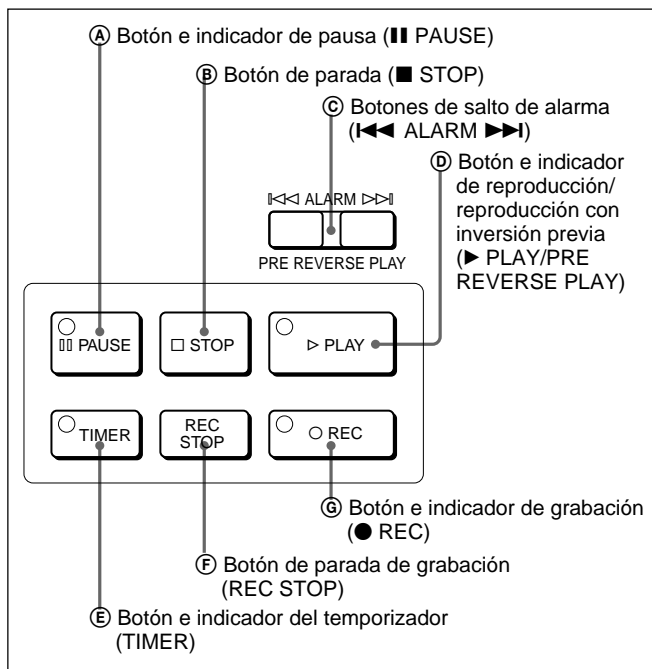 Ⓐ Botón e indicador de pausa (❚❚ PAUSE)
Ⓑ Botón de parada (■ STOP)
Ⓒ Botones de salto de alarma
(I◀◀ ALARM ▶▶I)
Ⓓ Botón e indicador
de reproducción/
reproducción con
inversión previa
(▶ PLAY/PRE
REVERSE PLAY)
I◁◁ ALARM ▷▷I
PRE REVERSE PLAY
▯▯ PAUSE
□ STOP
▷ PLAY
TIMER
REC
STOP
○ REC
Ⓖ Botón e indicador de grabación
(● REC)
Ⓕ Botón de parada de grabación
(REC STOP)
Ⓔ Botón e indicador del temporizador
(TIMER)